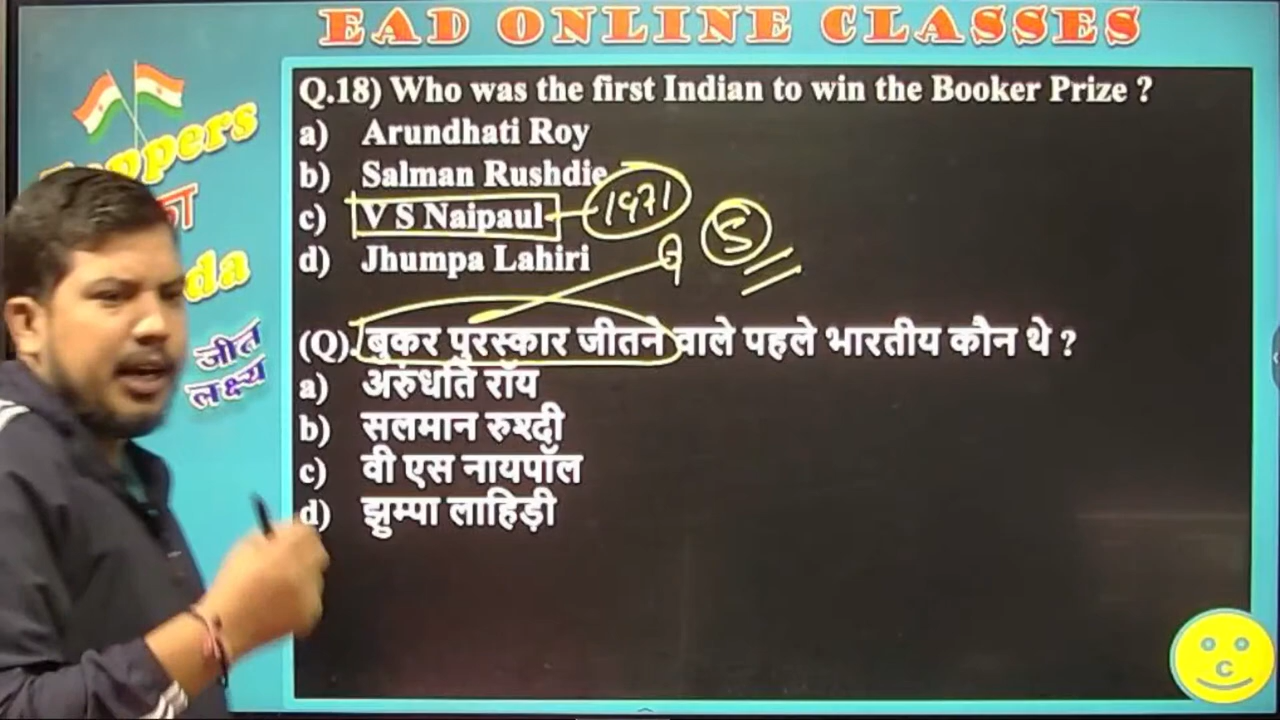 EAD ONLINE CLASSES
Q.18) Who was the first Indian to win the Booker Prize ?
a) Arundhati Roy
b) Salman Rushdie
c) V S Naipaul 1971
5
d) Jhumpa Lahiri
(Q). बुकर पुरस्कार जीतने वाले पहले भारतीय कौन थे ?
a) अरुंधति रॉय
b) सलमान रुश्दी
c) वी एस नायपॉल
d) झुम्पा लाहिड़ी
जीत
लक्ष्य
C